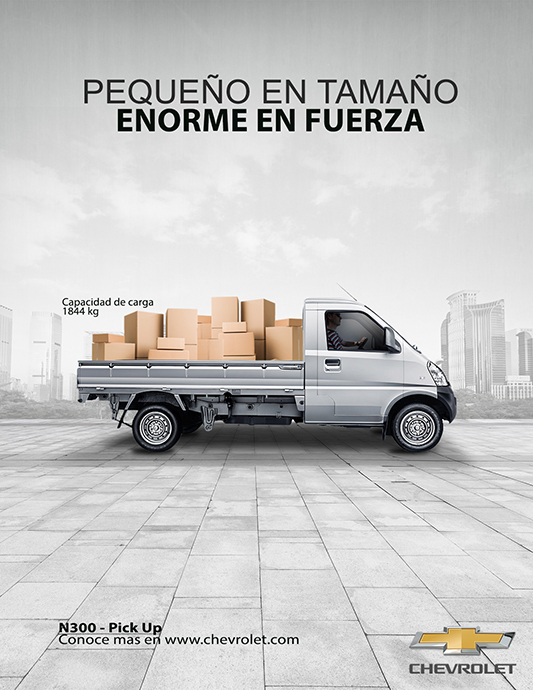 PEQUEÑO EN TAMAÑO
ENORME EN FUERZA
Capacidad de carga
1844 kg
N300 - Pick Up
Conoce mas en www.chevrolet.com
CHEVROLET